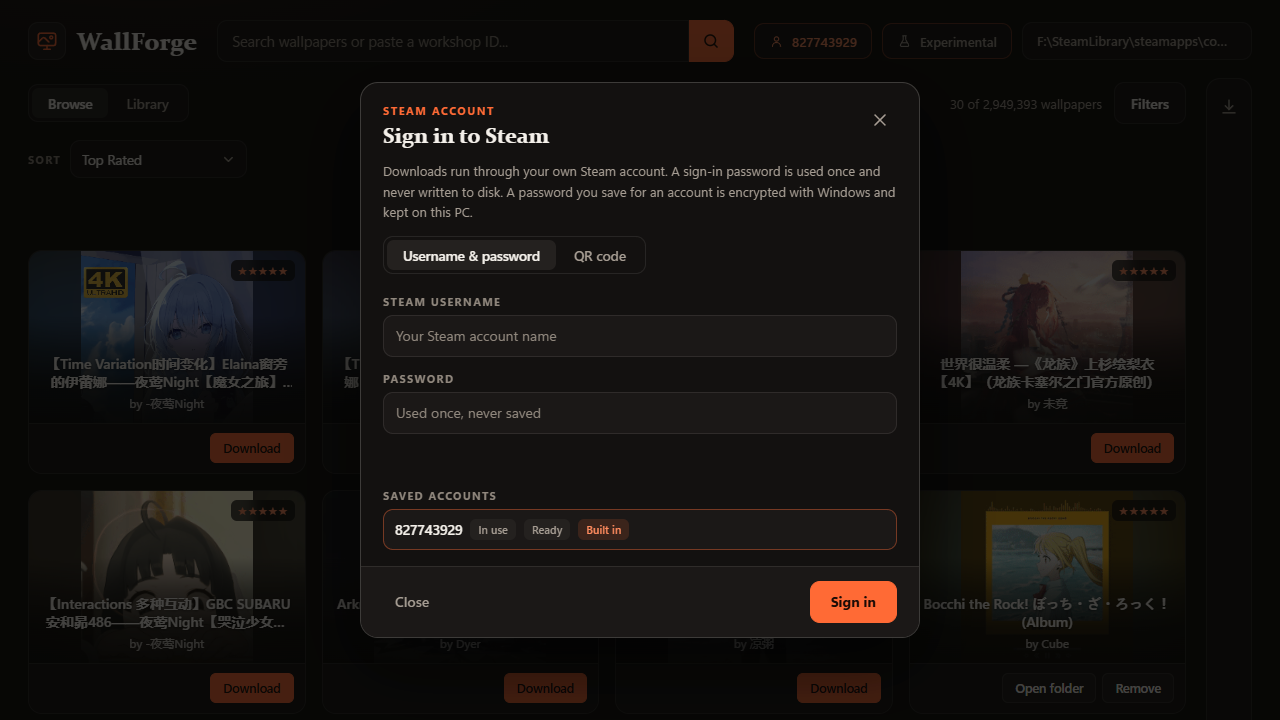 WallForge
Search wallpapers or paste a workshop ID...
827743929
Experimental
F:\SteamLibrary\steamapps\co...
Browse
Library
30 of 2,949,393 wallpapers
Filters
SORT
Top Rated
STEAM ACCOUNT
Sign in to Steam
Downloads run through your own Steam account. A sign-in password is used once and
never written to disk. A password you save for an account is encrypted with Windows and
kept on this PC.
Username & password
QR code
STEAM USERNAME
Your Steam account name
PASSWORD
Used once, never saved
SAVED ACCOUNTS
827743929
In use
Ready
Built in
Close
Sign in
4K
ULTRA HD
★★★★★
【Time Variation时间变化】Elaina窗旁
的伊蕾娜——夜莺Night【魔女之旅】...
by -夜莺Night
Download
【T
娜
★★★★★
世界很温柔 —《龙族》上杉绘梨衣
【4K】（龙族卡塞尔之门官方原创）
by 未竟
Download
★★★★★
【Interactions 多种互动】GBC SUBARU
安和昴486——夜莺Night【哭泣少女...
by -夜莺Night
Download
Ark
by Dyer
Download
by 凉粥
Download
★★★★★
Bocchi the Rock! ぼっち・ざ・ろっく！
(Album)
by Cube
Open folder
Remove